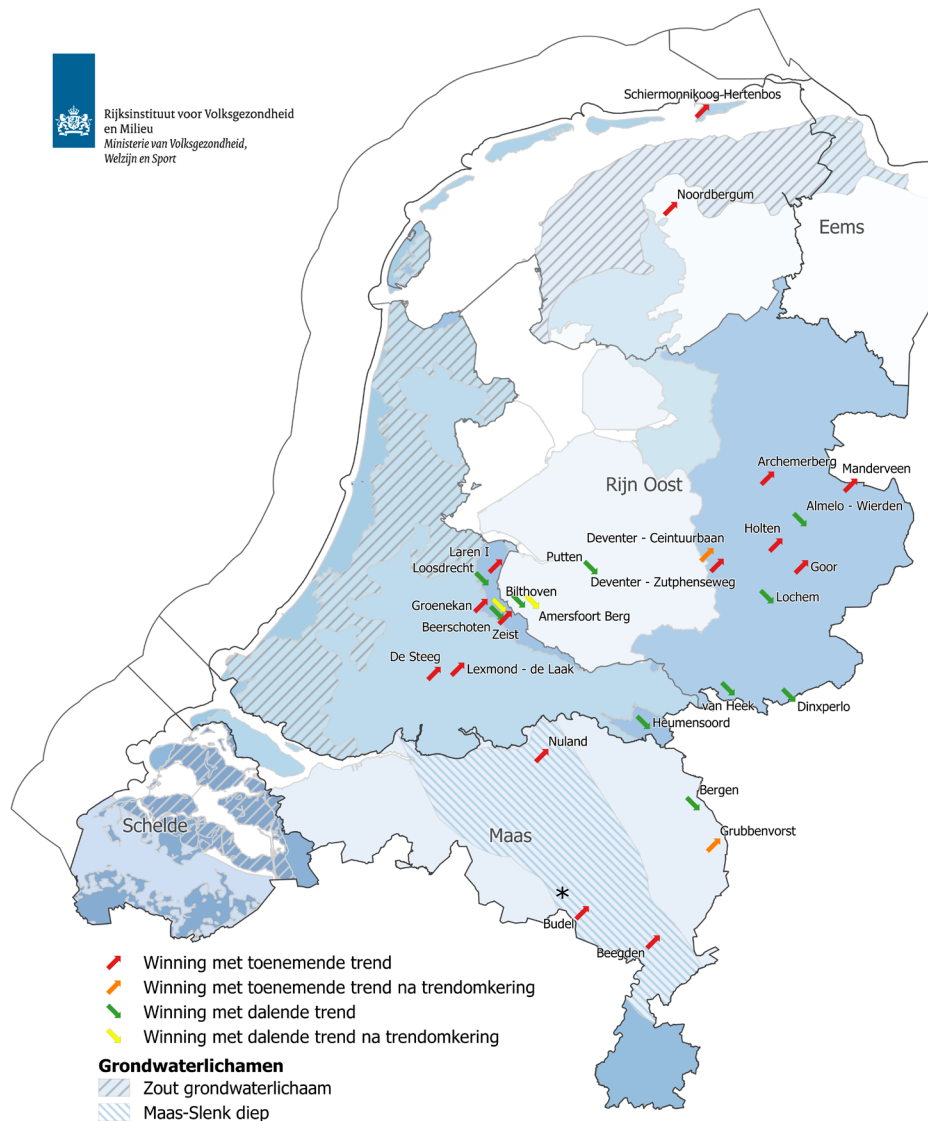 Rijksinstituut voor Volksgezondheid
en Milieu
Ministerie van Volksgezondheid,
Welzijn en Sport
Schiermonnikoog-Hertenbos
Noordbergum
Eems
Archemerberg
Manderveen
Rijn Oost
Almelo - Wierden
Deventer - Ceintuurbaan
Holten
Laren I
Putten
Loosdrecht
Goor
Deventer - Zutphenseweg
Bilthoven
Lochem
Groenekan
Amersfoort Berg
Beerschoten
Zeist
De Steeg
Lexmond - de Laak
van Heek
Dinxperlo
Heumensoord
Nuland
Bergen
Schelde
Maas
Grubbenvorst
*
Budel
Beegden
Winning met toenemende trend
Winning met toenemende trend na trendomkering
Winning met dalende trend
Winning met dalende trend na trendomkering
Grondwaterlichamen
Zout grondwaterlichaam
Maas-Slenk diep